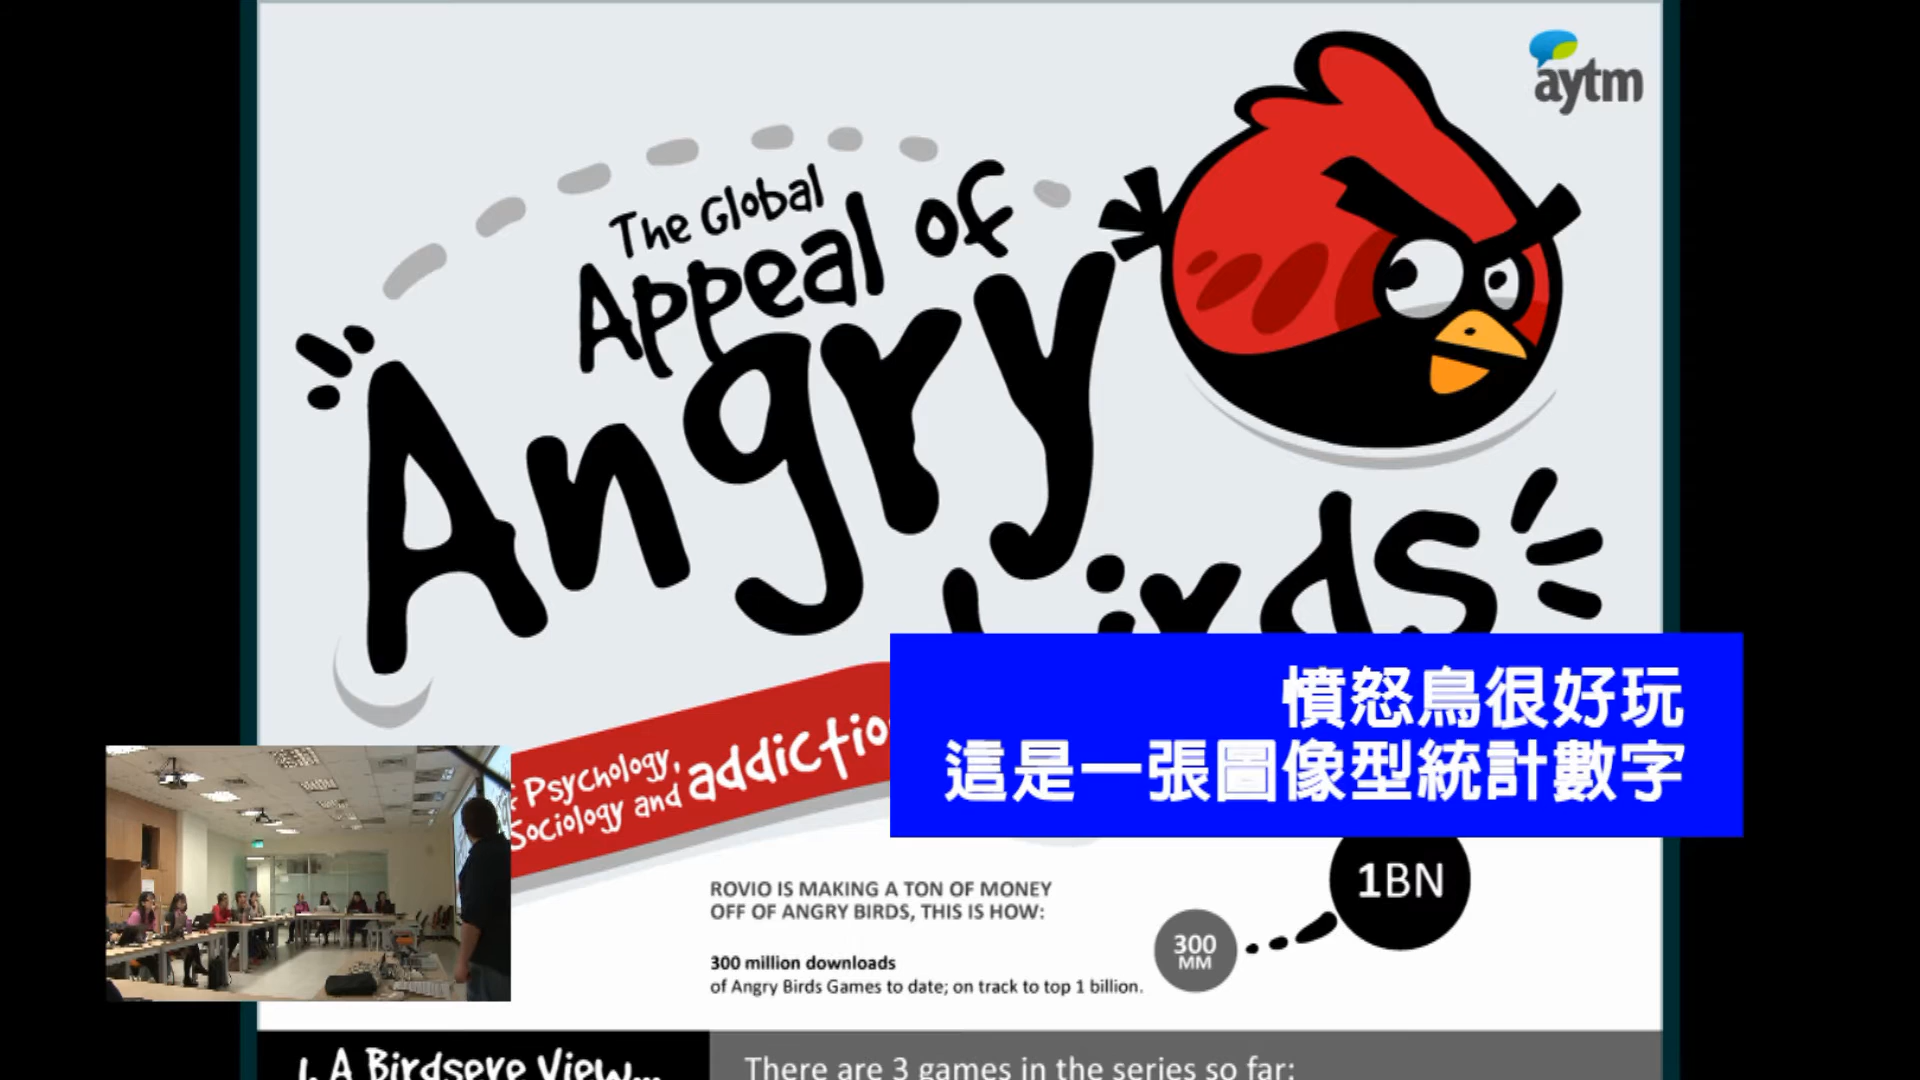 aytm
The Global
Appeal of
Angry
birds
Psychology,
Sociology and addictio
憤怒鳥很好玩
這是一張圖像型統計數字
ROVIO IS MAKING A TON OF MONEY
OFF OF ANGRY BIRDS, THIS IS HOW:
300 million downloads
of Angry Birds Games to date; on track to top 1 billion.
300
MM
1BN
1. A Birdseye View...
There are 3 games in the series so far: